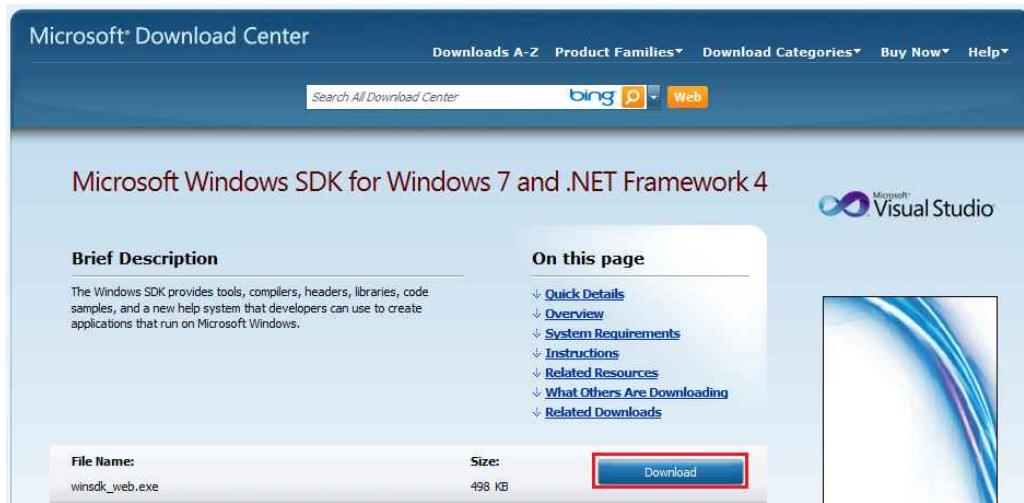 Microsoft® Download Center
Downloads A-Z Product Families▾ Download Categories▾ Buy Now▾ Help▾
Search All Download Center
bing
Web
Microsoft Windows SDK for Windows 7 and .NET Framework 4
Microsoft®
Visual Studio®
Brief Description
The Windows SDK provides tools, compilers, headers, libraries, code
samples, and a new help system that developers can use to create
applications that run on Microsoft Windows.
On this page
Quick Details
Overview
System Requirements
Instructions
Related Resources
What Others Are Downloading
Related Downloads
File Name:
winsdk_web.exe
Size:
498 KB
Download